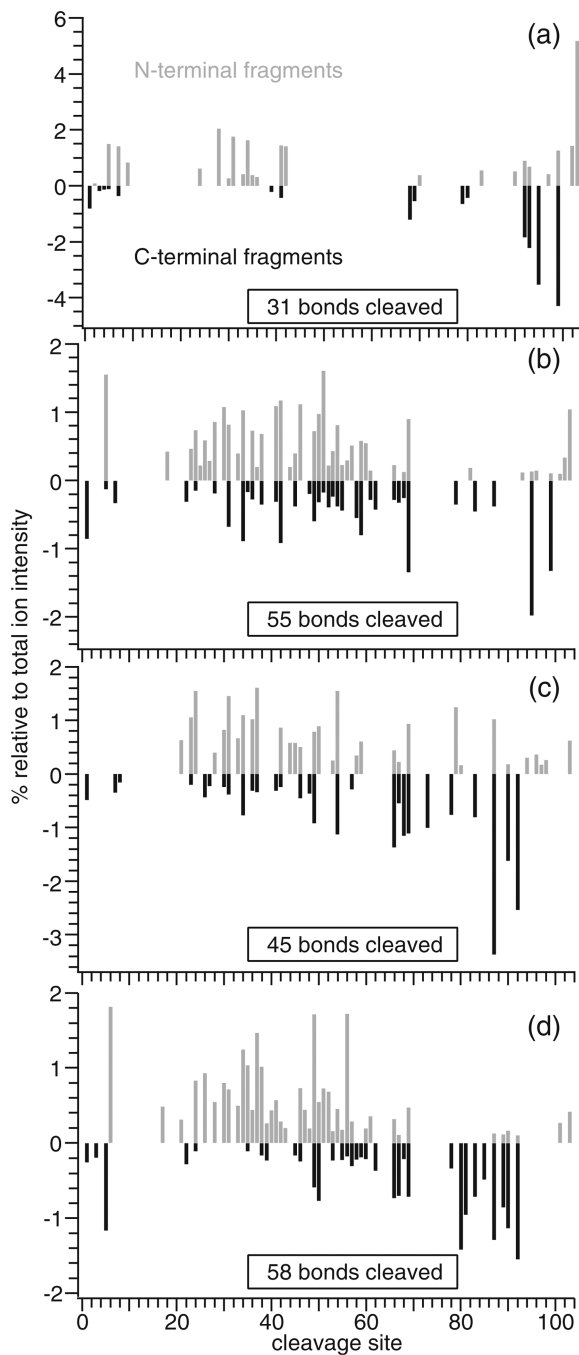 6
(a)
N-terminal fragments
4
2
0
-2
C-terminal fragments
-4
31 bonds cleaved
2
(b)
1
0
-1
-2
55 bonds cleaved
% relative to total ion intensity
2
(c)
1
0
-1
-2
-3
45 bonds cleaved
2
(d)
1
0
-1
58 bonds cleaved
-2
0 20 40 60 80 100
cleavage site